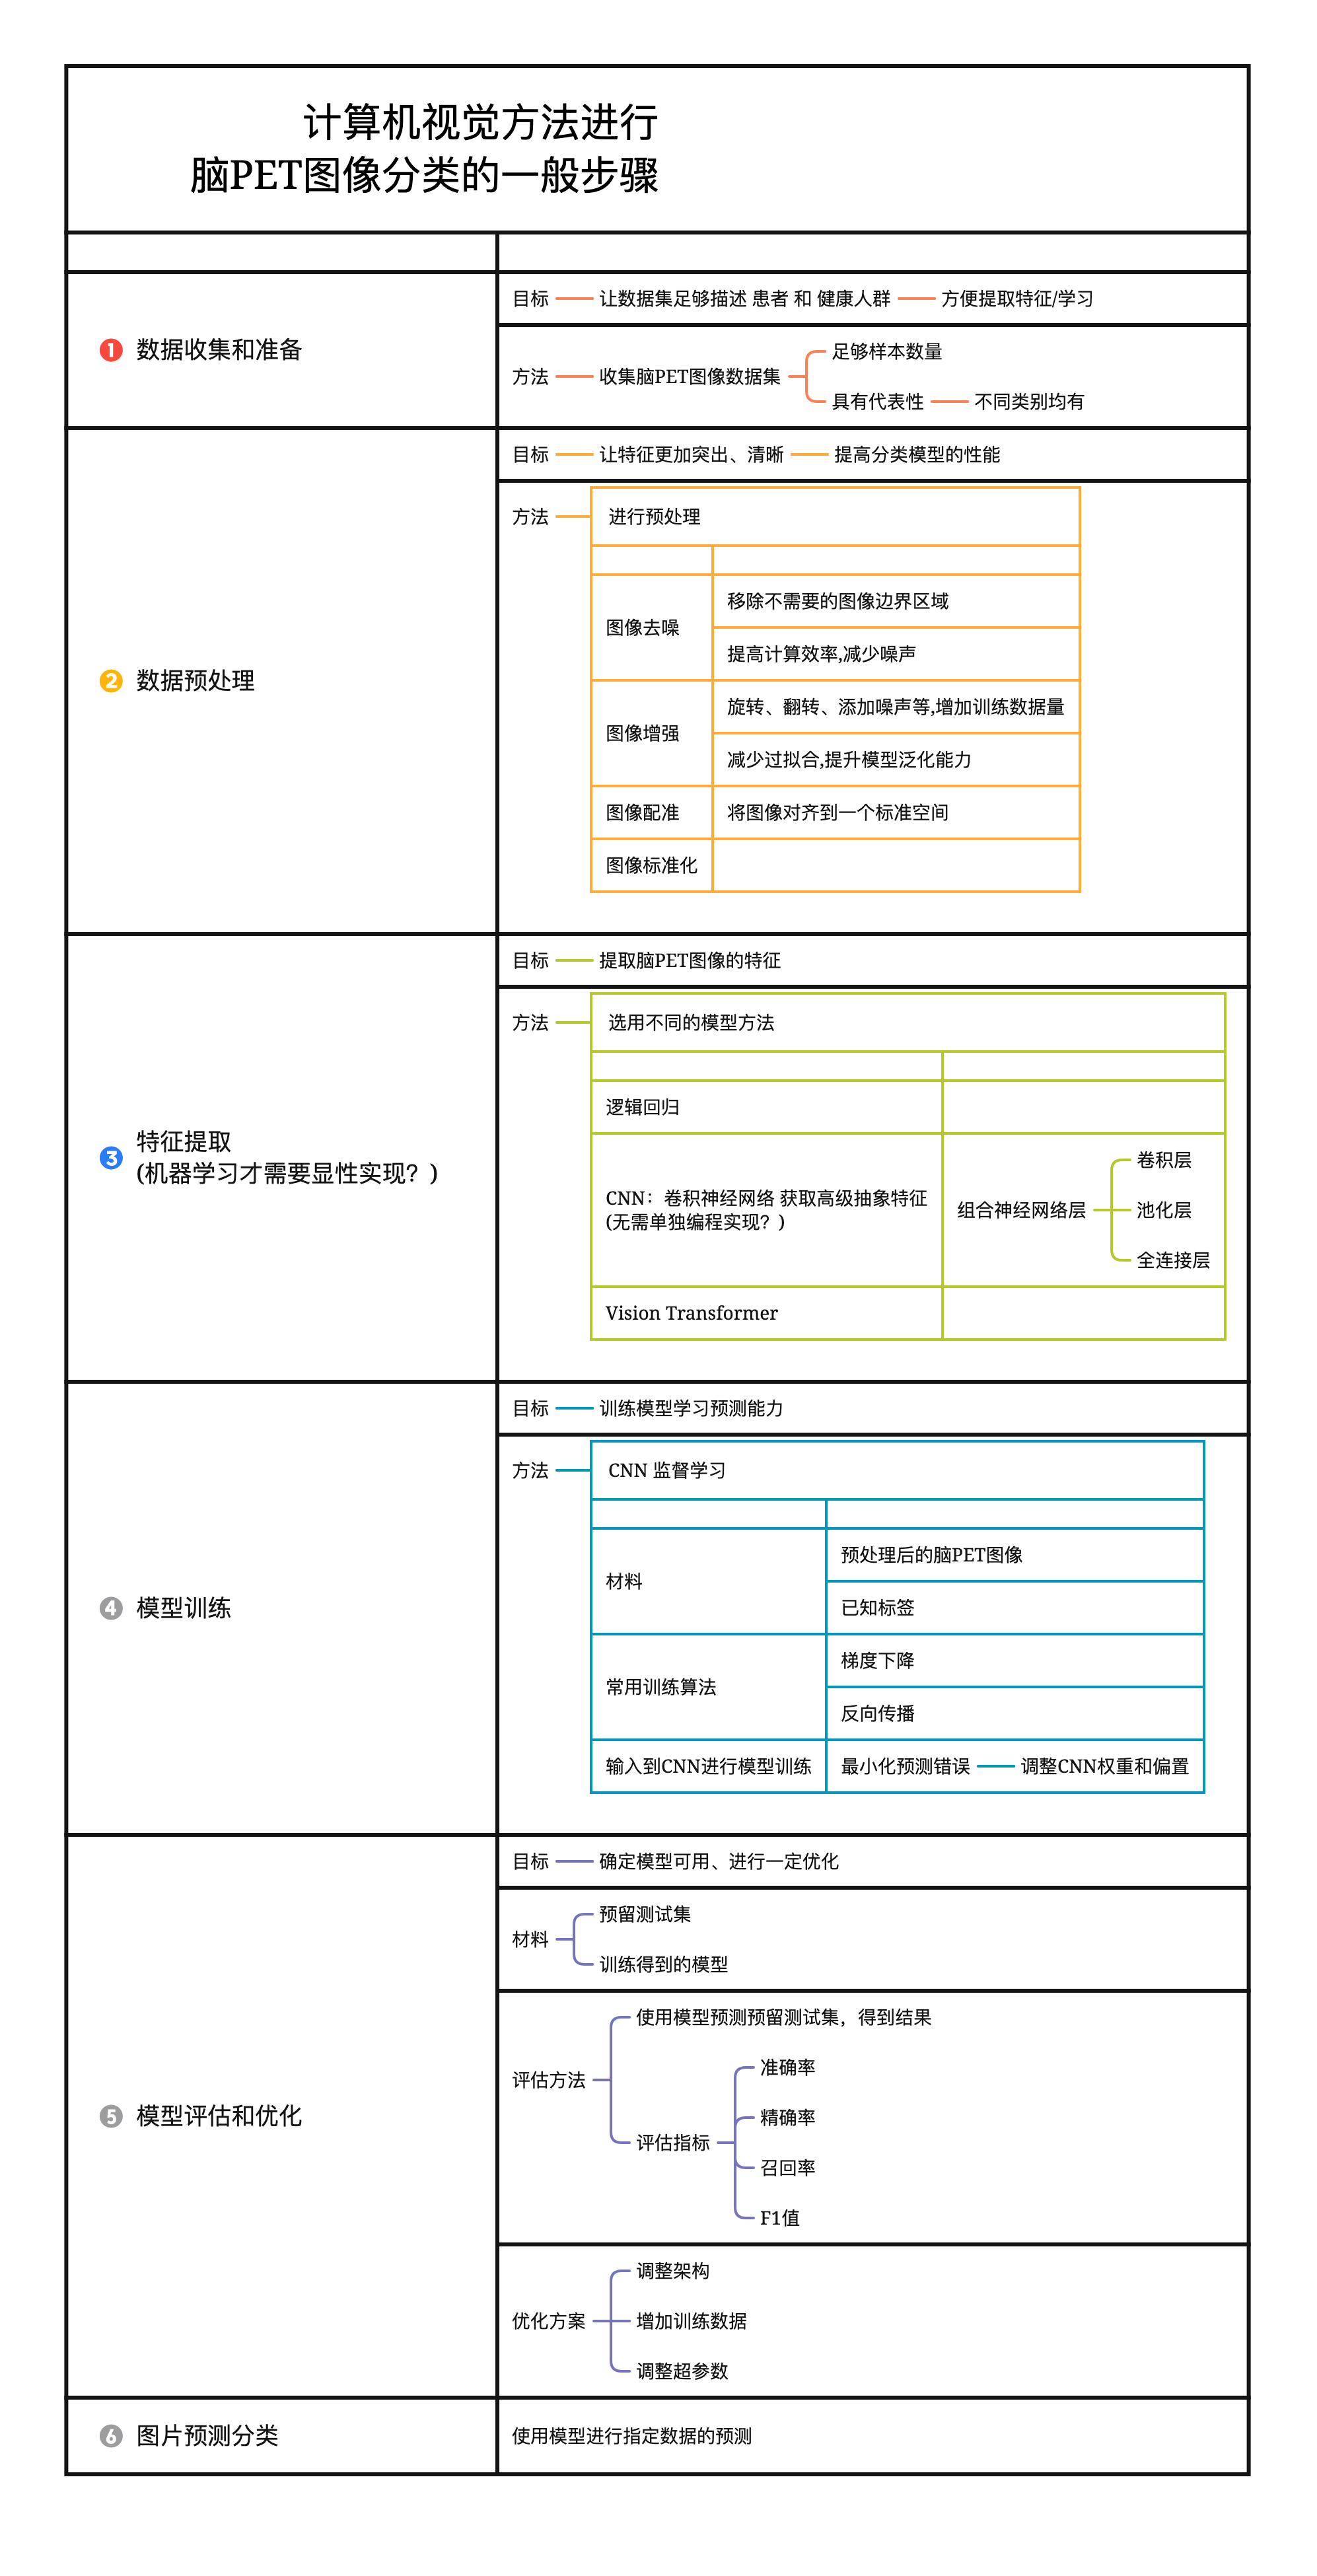 计算机视觉方法进行
脑PET图像分类的一般步骤
1 数据收集和准备
目标 让数据集足够描述 患者 和 健康人群 方便提取特征/学习
方法 收集脑PET图像数据集
足够样本数量
具有代表性 不同类别均有
2 数据预处理
目标 让特征更加突出、清晰 提高分类模型的性能
方法 进行预处理
图像去噪
移除不需要的图像边界区域
提高计算效率,减少噪声
图像增强
旋转、翻转、添加噪声等,增加训练数据量
减少过拟合,提升模型泛化能力
图像配准 将图像对齐到一个标准空间
图像标准化
3 特征提取
(机器学习才需要显性实现？)
目标 提取脑PET图像的特征
方法 选用不同的模型方法
逻辑回归
CNN：卷积神经网络 获取高级抽象特征
(无需单独编程实现？)
组合神经网络层
卷积层
池化层
全连接层
Vision Transformer
4 模型训练
目标 训练模型学习预测能力
方法 CNN 监督学习
材料
预处理后的脑PET图像
已知标签
常用训练算法
梯度下降
反向传播
输入到CNN进行模型训练 最小化预测错误 调整CNN权重和偏置
5 模型评估和优化
目标 确定模型可用、进行一定优化
材料
预留测试集
训练得到的模型
评估方法
使用模型预测预留测试集，得到结果
评估指标
准确率
精确率
召回率
F1值
优化方案
调整架构
增加训练数据
调整超参数
6 图片预测分类
使用模型进行指定数据的预测